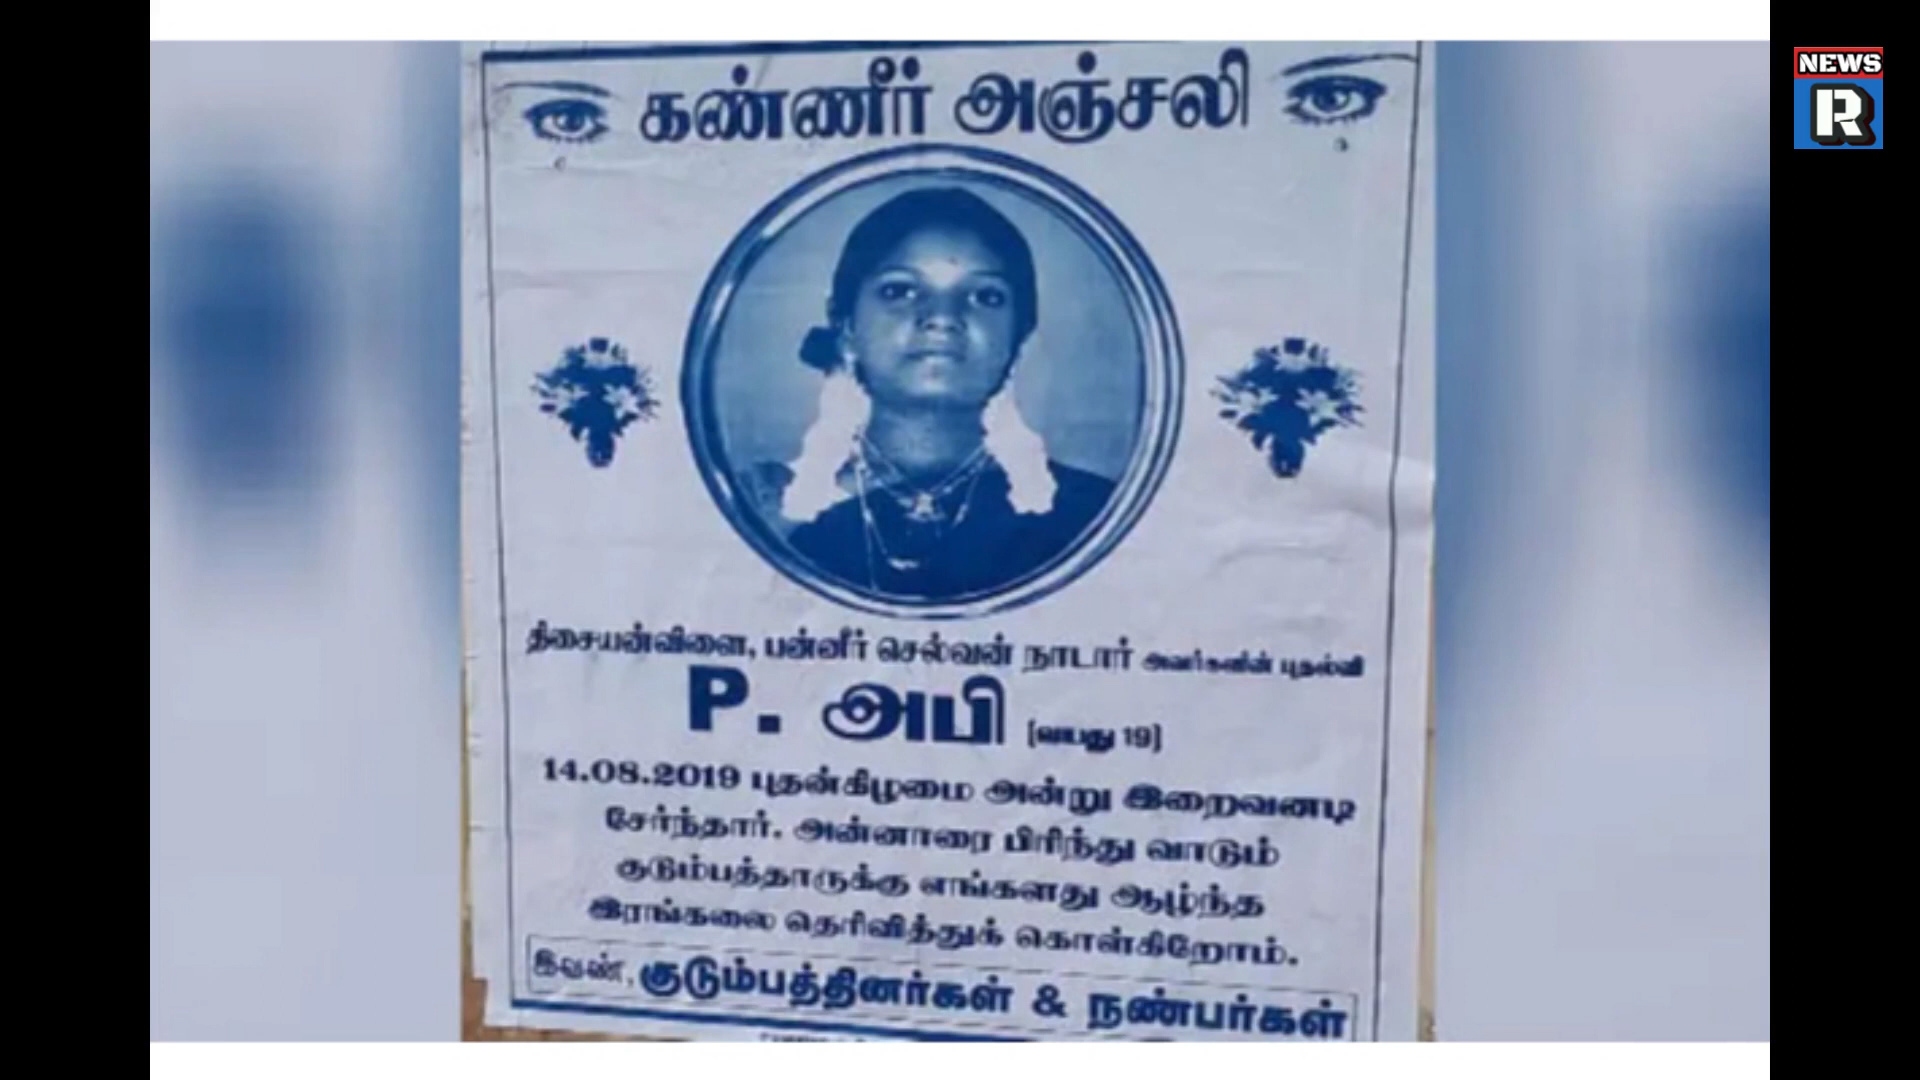 NEWS
R
கண்ணீர் அஞ்சலி
திசையன்விளை, பன்னீர் செல்வன் நாடார் அவர்களின் புதல்வி
P. அபி (வயது 19)
14.08.2019 புதன்கிழமை அன்று இறைவனடி
சேர்ந்தார். அன்னாரை பிரிந்து வாடும்
குடும்பத்தாருக்கு எங்களது ஆழ்ந்த
இரங்கலை தெரிவித்துக் கொள்கிறோம்.
இவண், குடும்பத்தினர்கள் & நண்பர்கள்